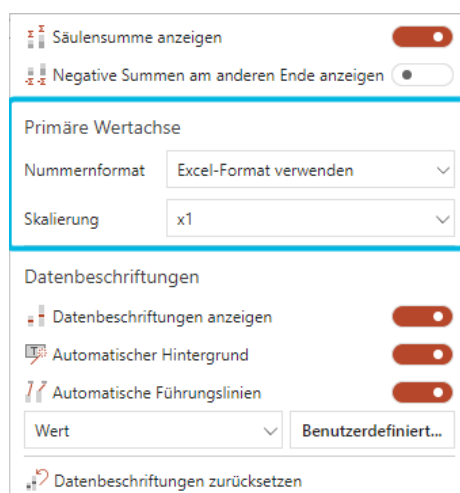 Säulensumme anzeigen
Negative Summen am anderen Ende anzeigen
Primäre Wertachse
Nummernformat Excel-Format verwenden
Skalierung x1
Datenbeschriftungen
Datenbeschriftungen anzeigen
Automatischer Hintergrund
Automatische Führungslinien
Wert Benutzerdefiniert...
Datenbeschriftungen zurücksetzen